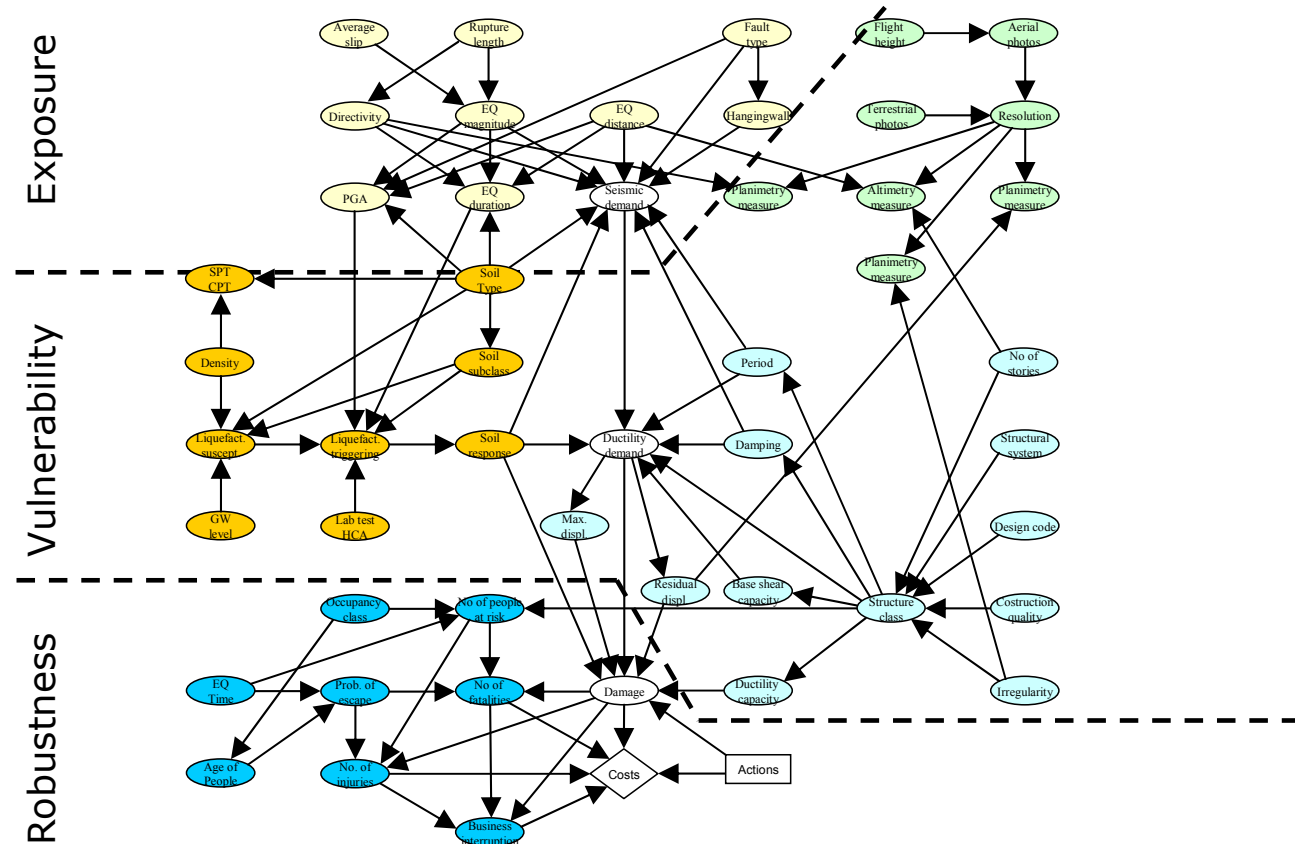 Exposure
Vulnerability
Robustness
Average
slip
Rupture
length
Fault
type
Flight
height
Aerial
photos
Directivity
EQ
magnitude
EQ
distance
Hangingwall
Terrestrial
photos
Resolution
PGA
EQ
duration
Seismic
demand
Planimetry
measure
Altimetry
measure
Planimetry
measure
SPT
CPT
Soil
Type
Planimetry
measure
Density
Soil
subclass
Period
No of
stories
Liquefact.
suscept
Liquefact.
triggering
Soil
response
Ductility
demand
Damping
Structural
system
GW
level
Lab test
HCA
Max.
displ.
Design code
Residual
displ.
Base shear
capacity
Occupancy
class
No of people
at risk
Structure
class
Costruction
quality
EQ
Time
Prob. of
escape
No of
fatalities
Damage
Ductility
capacity
Irregularity
Age of
People
No. of
injuries
Costs
Actions
Business
interruption